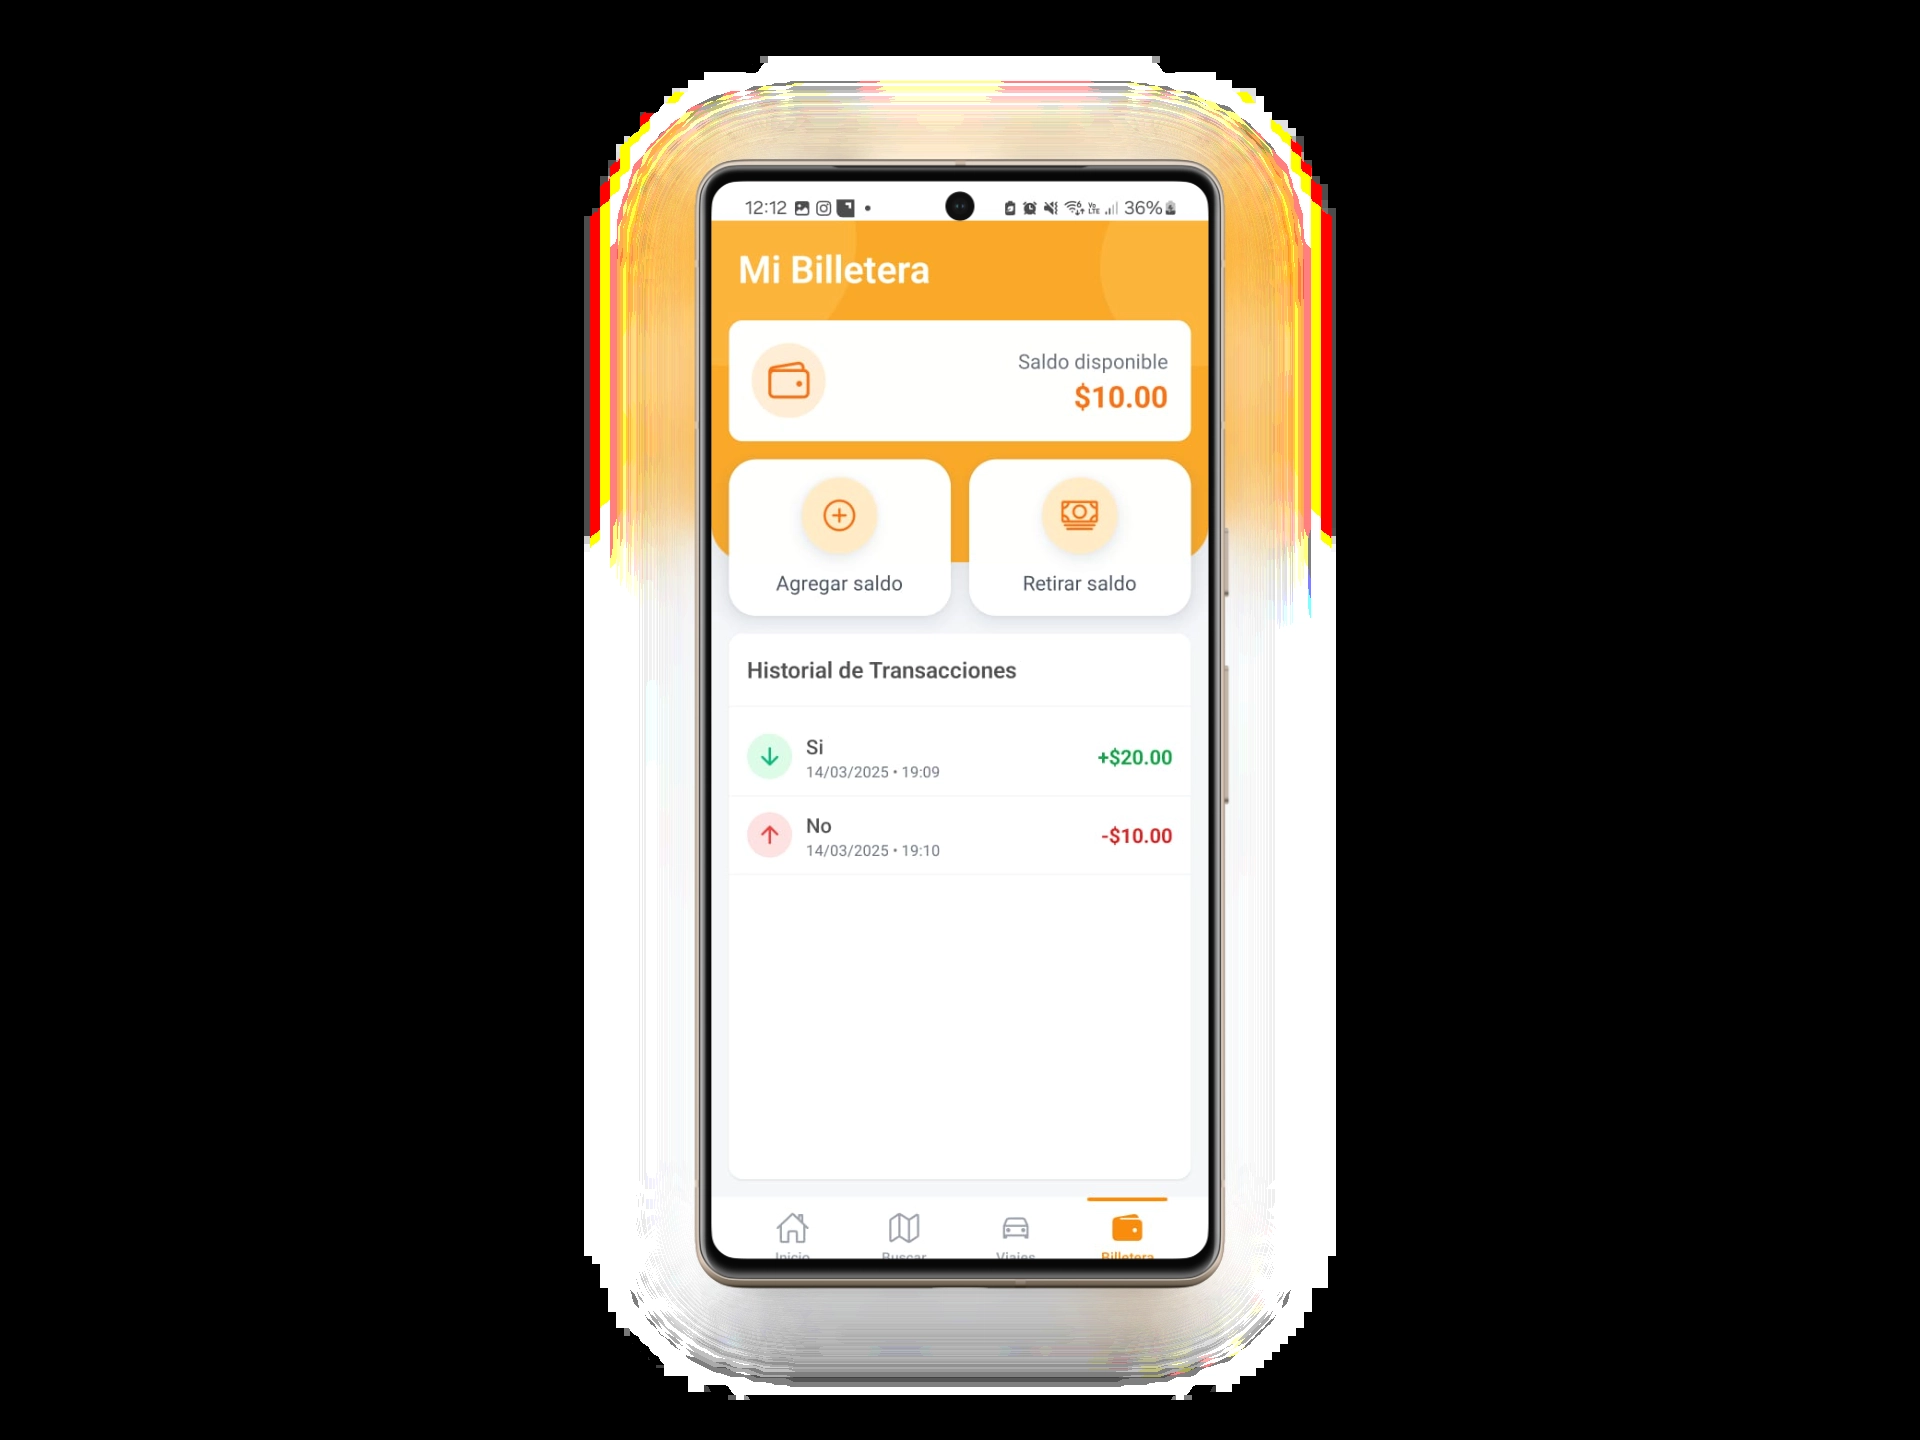 12:12 36%
Mi Billetera
Saldo disponible
$10.00
Agregar saldo
Retirar saldo
Historial de Transacciones
Si
14/03/2025 • 19:09
+$20.00
No
14/03/2025 • 19:10
-$10.00
Inicio
Buscar
Viajes
Billetera